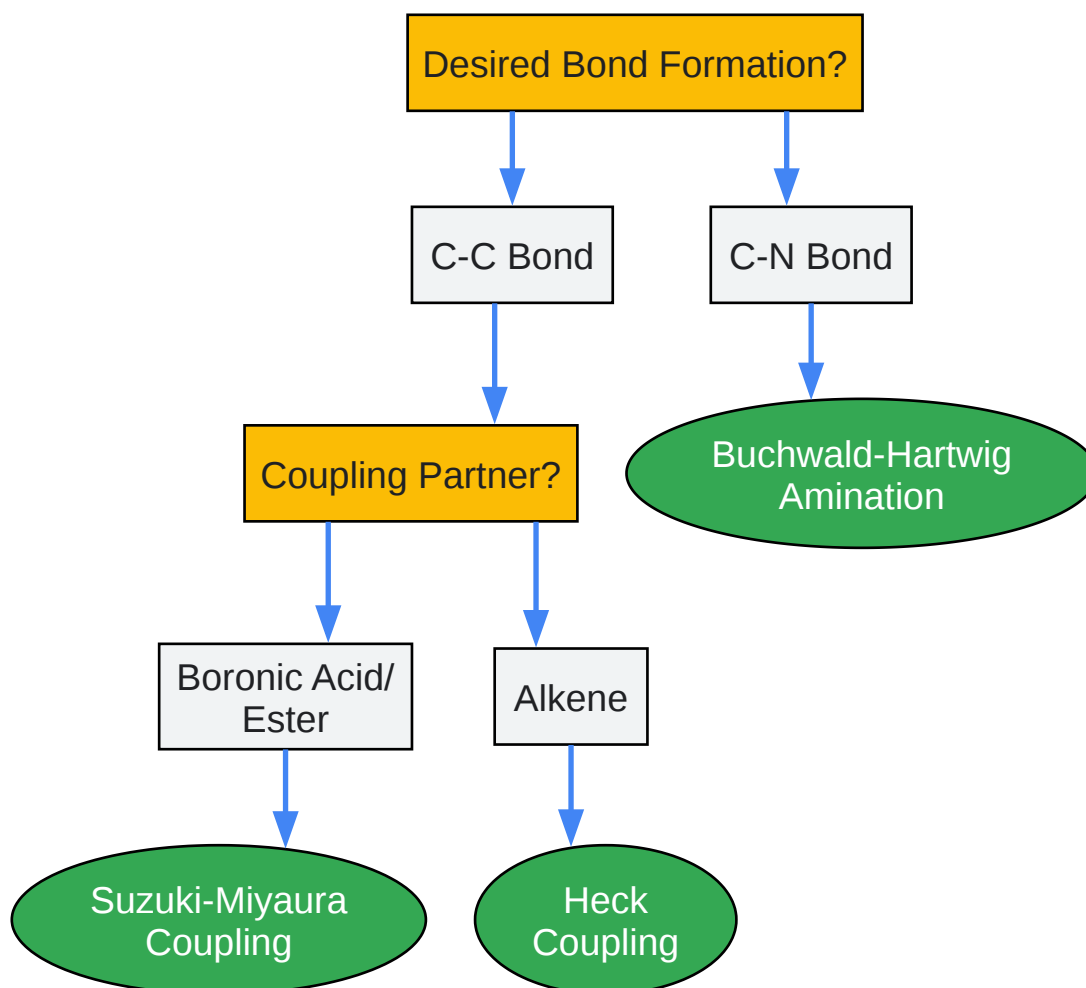 Desired Bond Formation?
C-C Bond
C-N Bond
Coupling Partner?
Buchwald-Hartwig
Amination
Boronic Acid/
Ester
Alkene
Suzuki-Miyaura
Coupling
Heck
Coupling